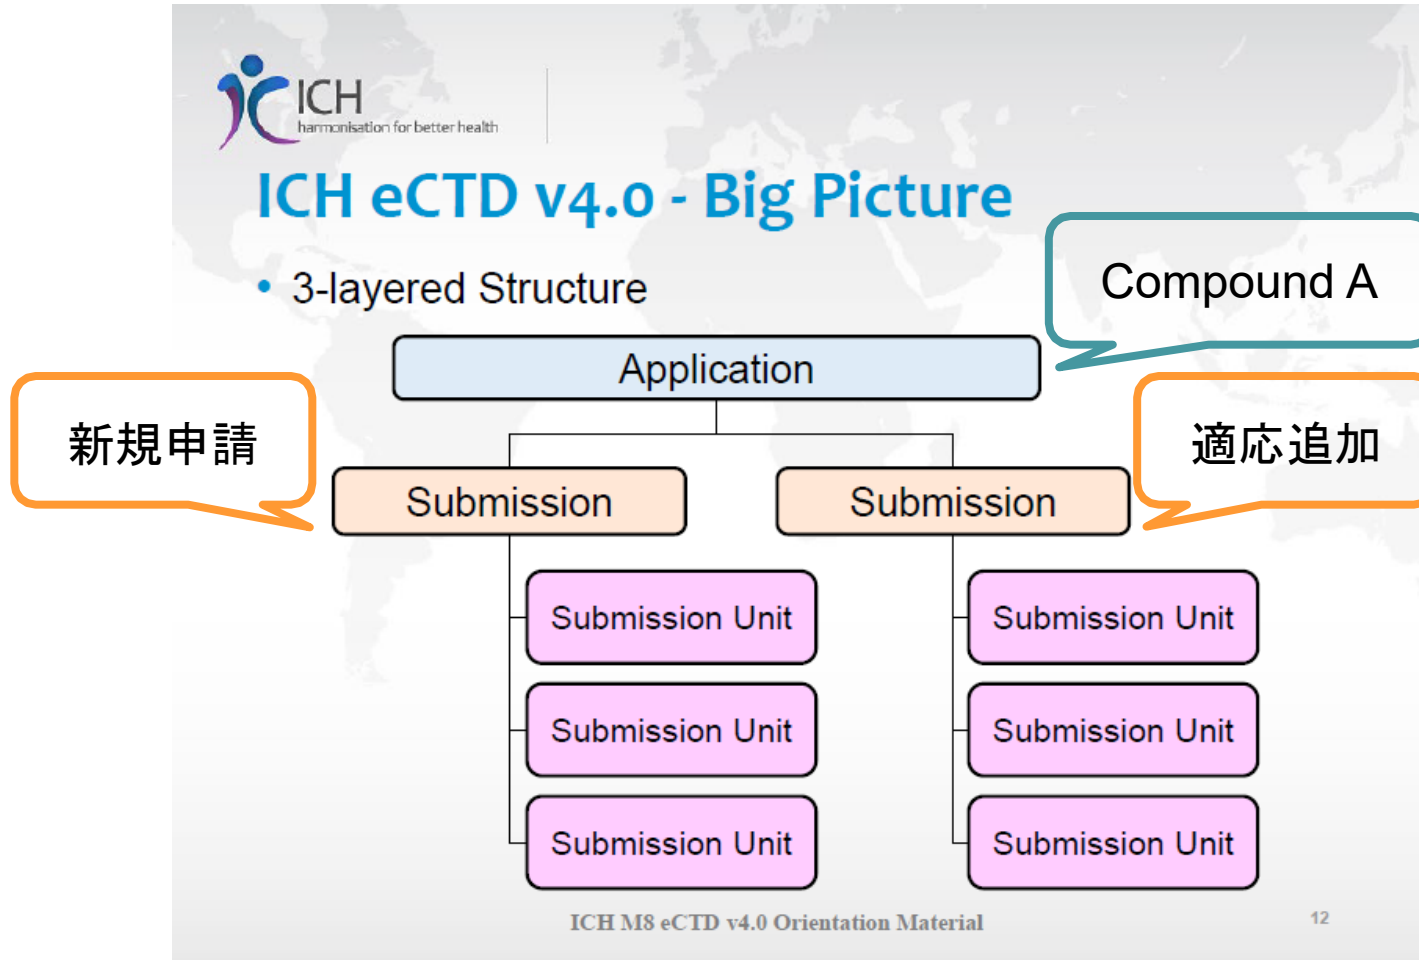 ICH
harmonisation for better health
ICH eCTD v4.0 - Big Picture
• 3-layered Structure
Compound A
Application
新規申請
適応追加
Submission
Submission
Submission Unit
Submission Unit
Submission Unit
Submission Unit
Submission Unit
Submission Unit
ICH M8 eCTD v4.0 Orientation Material
12